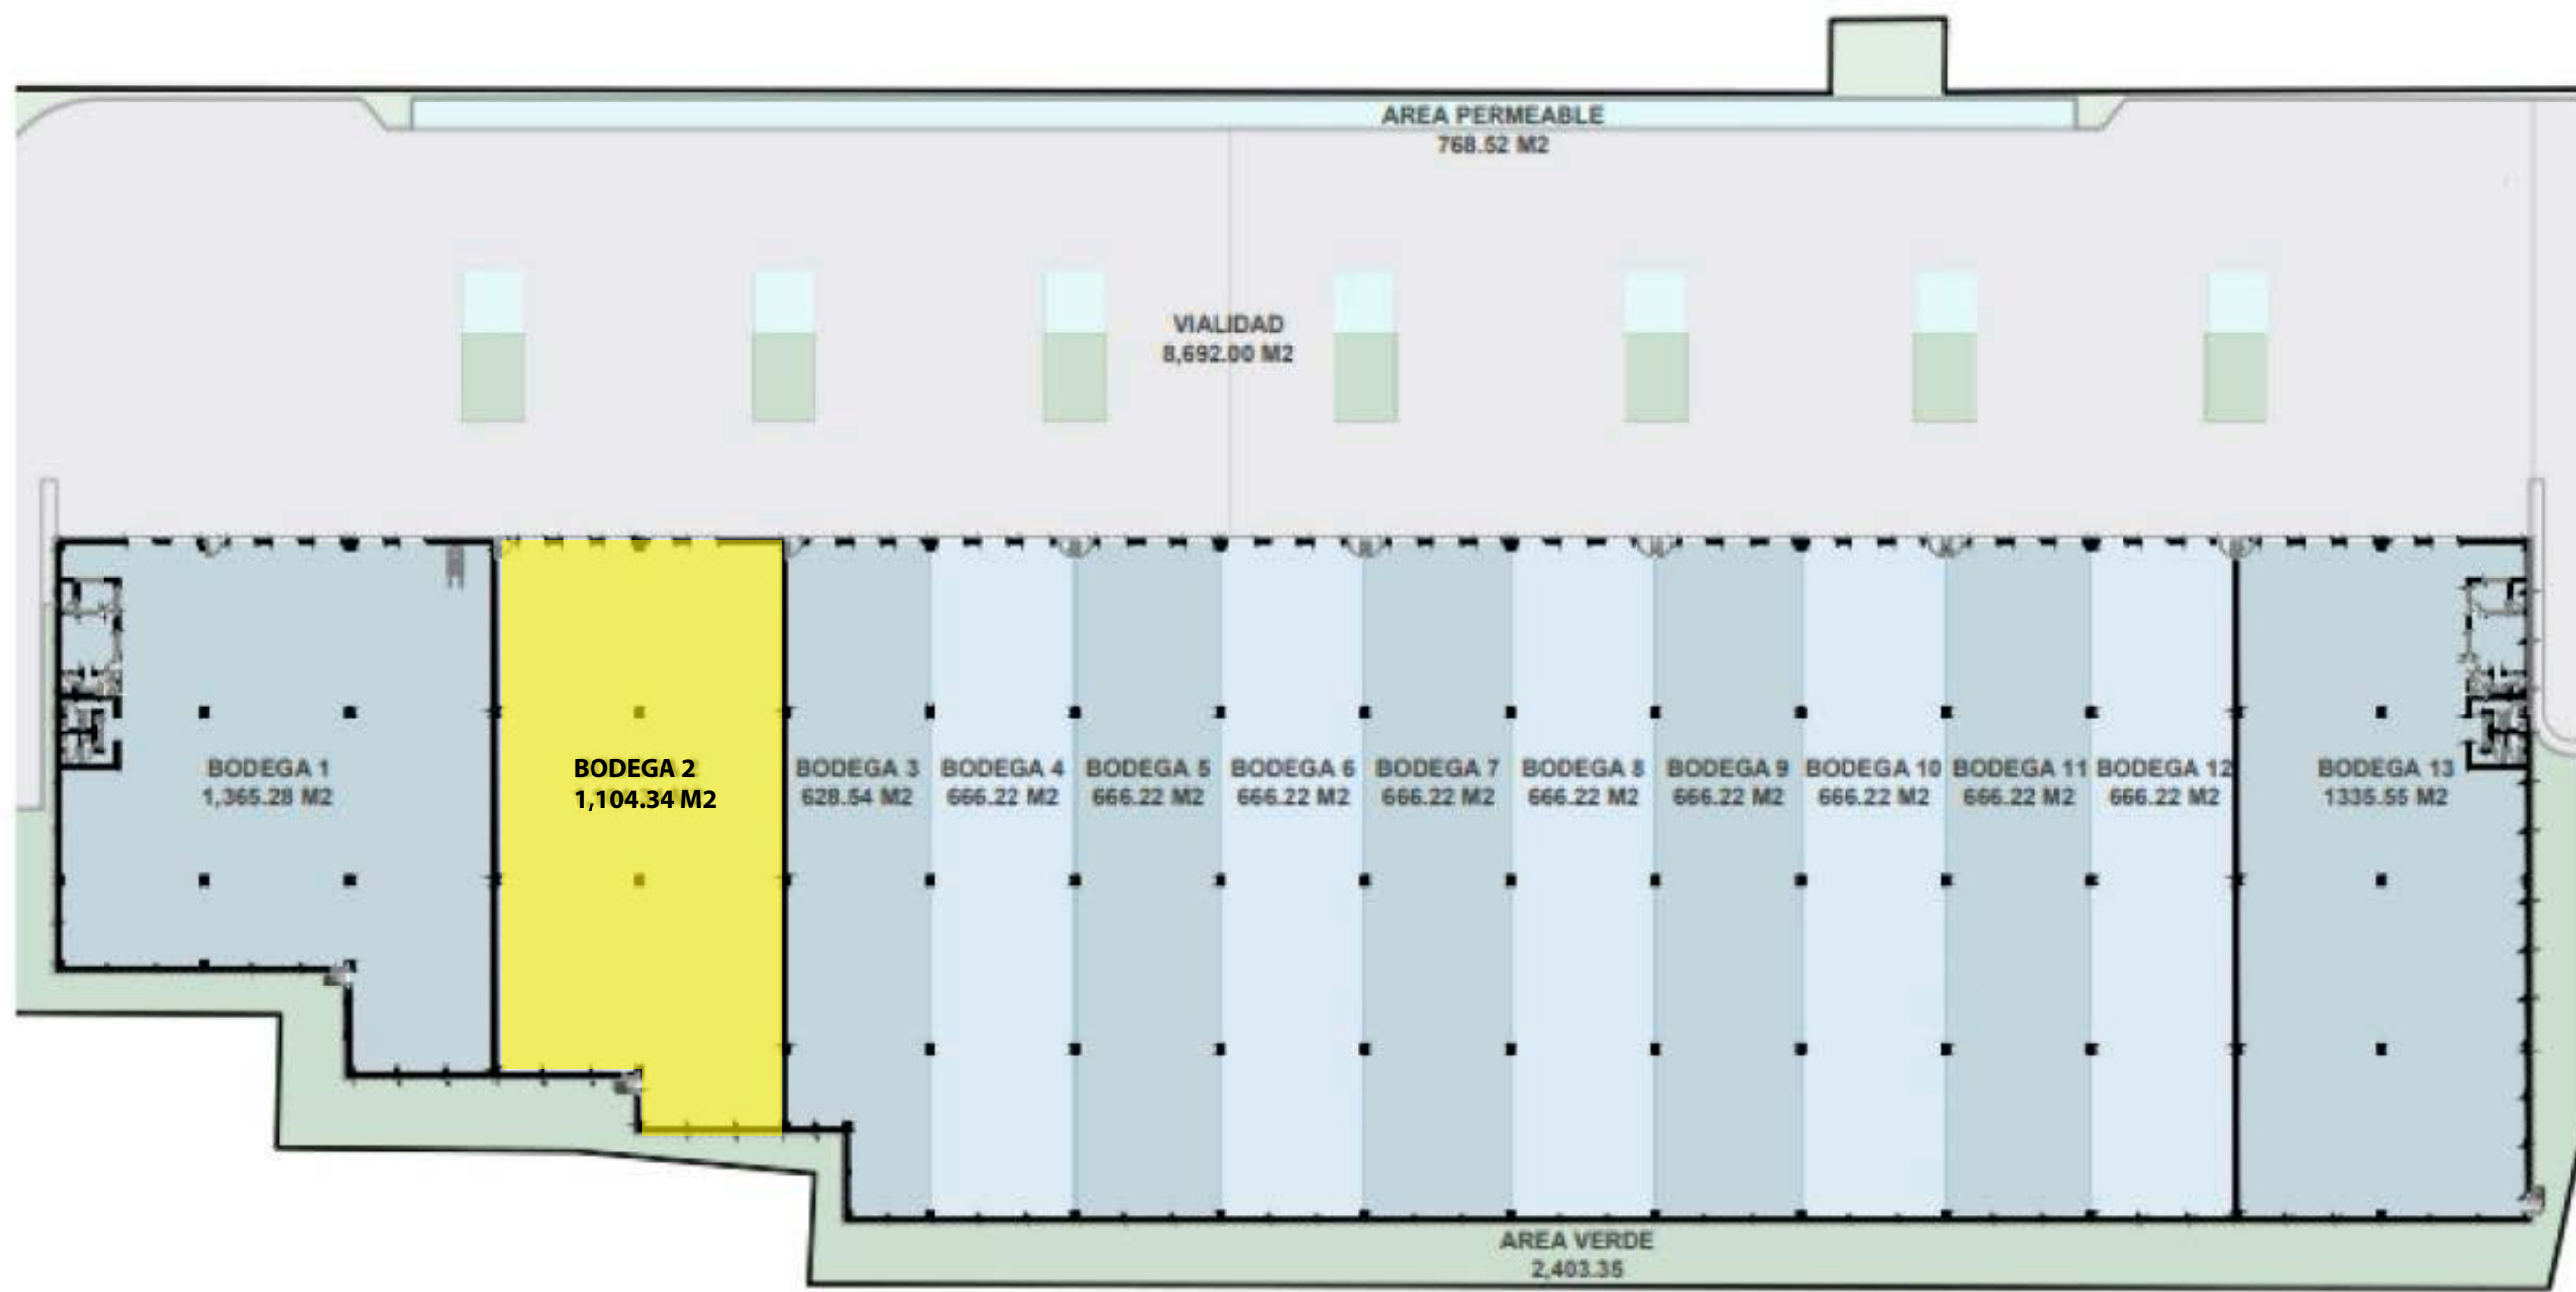 AREA PERMEABLE
768.52 M2
VIALIDAD
8,692.00 M2
BODEGA 1
1,365.28 M2
BODEGA 2
1,104.34 M2
BODEGA 3
628.54 M2
BODEGA 4
666.22 M2
BODEGA 5
666.22 M2
BODEGA 6
666.22 M2
BODEGA 7
666.22 M2
BODEGA 8
666.22 M2
BODEGA 9
666.22 M2
BODEGA 10
666.22 M2
BODEGA 11
666.22 M2
BODEGA 12
666.22 M2
BODEGA 13
1335.55 M2
AREA VERDE
2,403.35